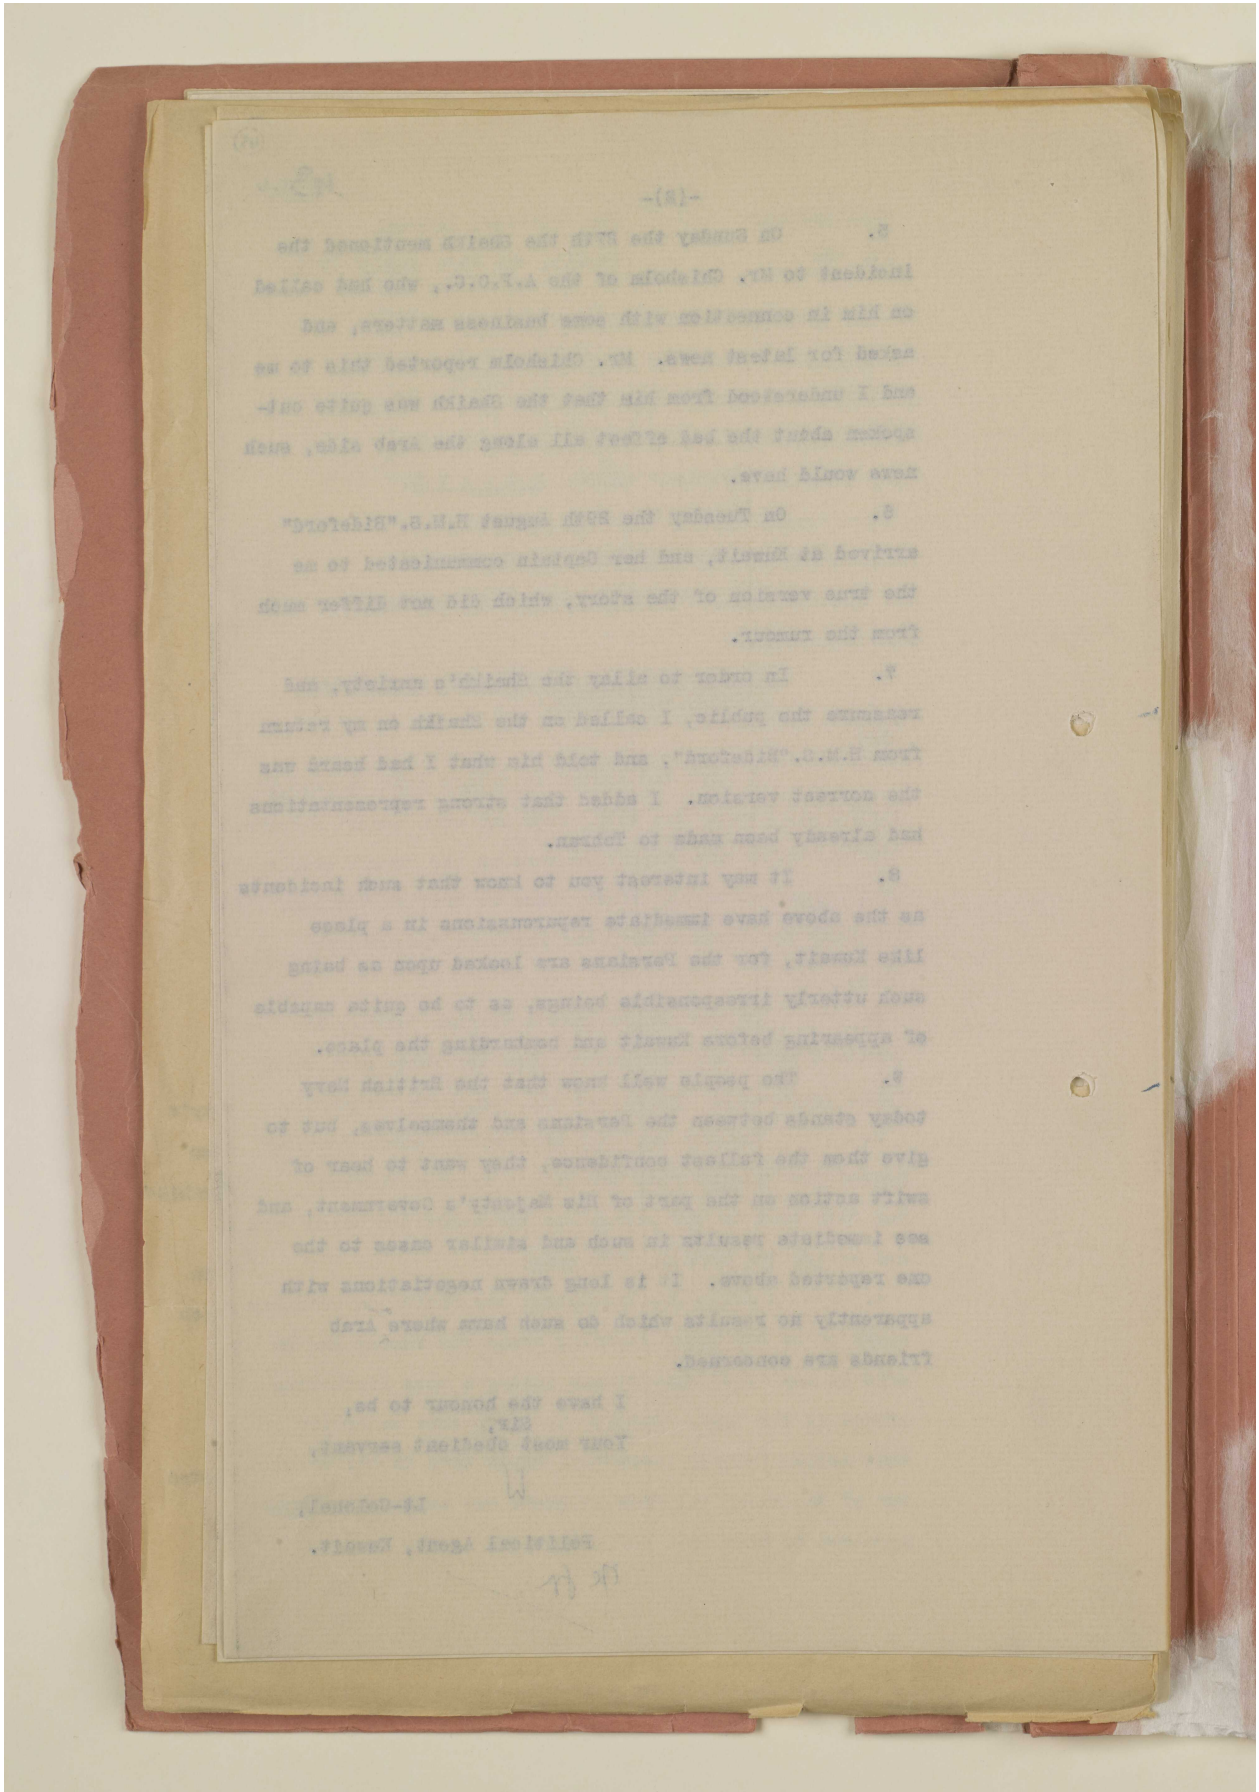 -(2)-
5. On Sunday the 27th the Shaikh mentioned the
incident to Mr. Chisholm of the A.P.O.C., who had called
on him in connection with some business matters, and
asked for latest news. Mr. Chisholm reported this to me
and I understood from him that the Shaikh was quite out-
spoken about the bad effect all along the Arab side, such
news would have.
6. On Tuesday the 29th August H.M.S."Bideford"
arrived at Kuwait, and her Captain communicated to me
the true version of the story, which did not differ much
from the rumour.
7. In order to allay the Shaikh's anxiety, and
reassure the public, I called on the Shaikh on my return
from H.M.S."Bideford", and told him what I had heard was
the correct version. I added that strong representations
had already been made to Tehran.
8. It may interest you to know that such incidents
as the above have immediate repurcussions in a place
like Kuwait, for the Persians are looked upon as being
such utterly irresponsible beings, as to be quite capable
of appearing before Kuwait and bombarding the place.
9. The people well know that the British Navy
today stands between the Persians and themselves, but to
give them the fullest confidence, they want to hear of
swift action on the part of His Majesty's Government, and
see immediate results in such and similar cases to the
one reported above. It is long drawn negotiations with
apparently no results which do such harm where Arab
friends are concerned.
I have the honour to be,
Sir,
Your most obedient servant,
Lt-Colonel,
Political Agent, Kuwait.